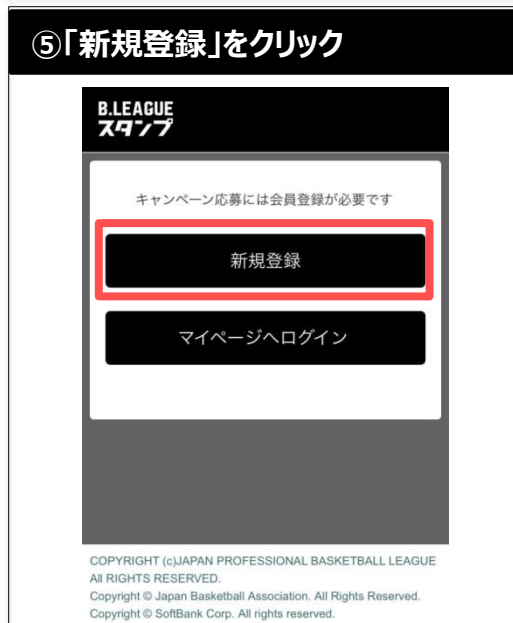 ⑤「新規登録」をクリック
B.LEAGUE
スタンプ
キャンペーン応募には会員登録が必要です
新規登録
マイページへログイン
COPYRIGHT (c)JAPAN PROFESSIONAL BASKETBALL LEAGUE
All RIGHTS RESERVED.
Copyright © Japan Basketball Association. All Rights Reserved.
Copyright © SoftBank Corp. All rights reserved.